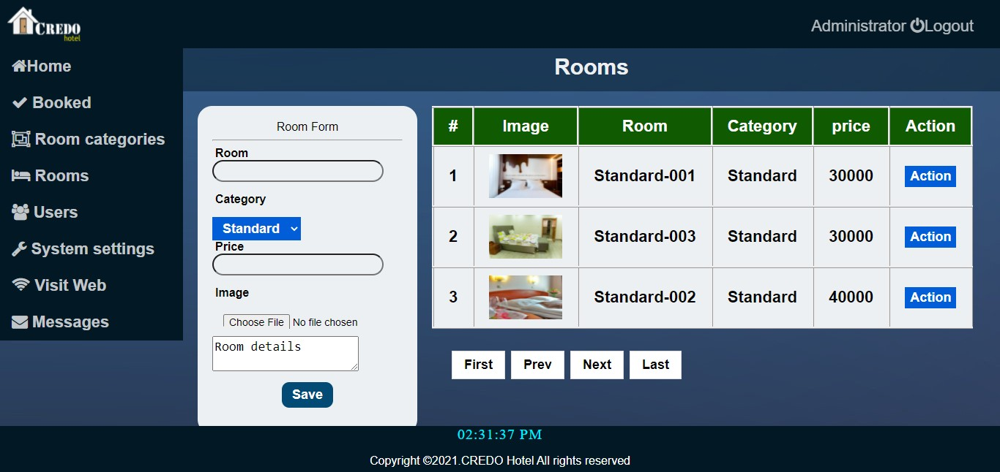 CREDO
hotel
Administrator Logout
Home
Booked
Room categories
Rooms
Users
System settings
Visit Web
Messages
Rooms
Room Form
Room
Category
Standard
Price
Image
Choose File No file chosen
Room details
Save
# Image Room Category price Action
1 Standard-001 Standard 30000 Action
2 Standard-003 Standard 30000 Action
3 Standard-002 Standard 40000 Action
First Prev Next Last
02:31:37 PM
Copyright ©2021.CREDO Hotel All rights reserved